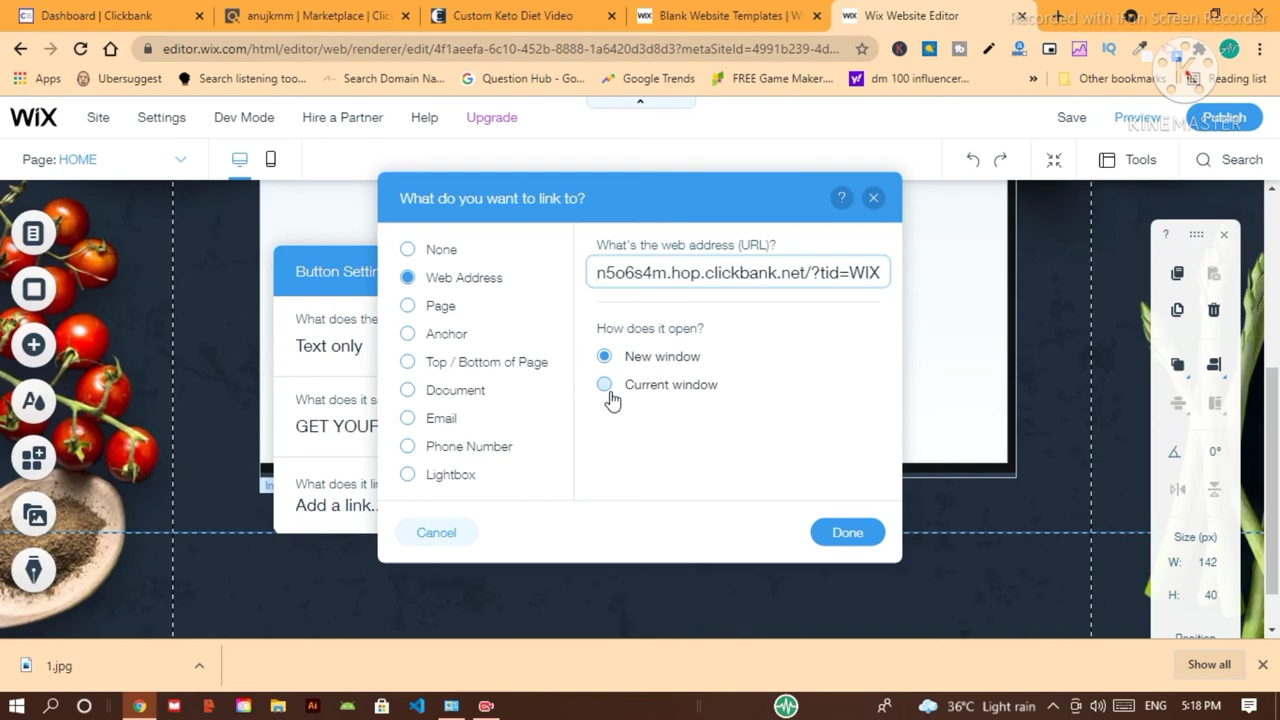 Dashboard | Clickbank
anujkmm | Marketplace | Clic
Custom Keto Diet Video
Blank Website Templates | W
Wix Website Editor
Recorded with iFun Screen Recorder
editor.wix.com/html/editor/web/renderer/edit/4f1aeefa-6c10-452b-8888-1a6420d3d8d3?metaSiteId=4991b239-4d...
Apps
Ubersuggest
Search listening too...
Search Domain Na...
Question Hub - Go...
Google Trends
FREE Game Maker....
dm 100 influencer...
»
Other bookmarks
Reading list
WiX
Site
Settings
Dev Mode
Hire a Partner
Help
Upgrade
Save
Preview
Publish
KINEMASTER
Page: HOME
Tools
Search
What do you want to link to?
?
None
Web Address
Page
Anchor
Top / Bottom of Page
Document
Email
Phone Number
Lightbox
What's the web address (URL)?
n5o6s4m.hop.clickbank.net/?tid=WIX
How does it open?
New window
Current window
Cancel
Done
Button Settin
What does the
Text only
What does it s
GET YOUR
What does it li
Add a link...
In
?
0°
Size (px)
W: 142
H: 40
Position
1.jpg
Show all
36°C Light rain
ENG
5:18 PM